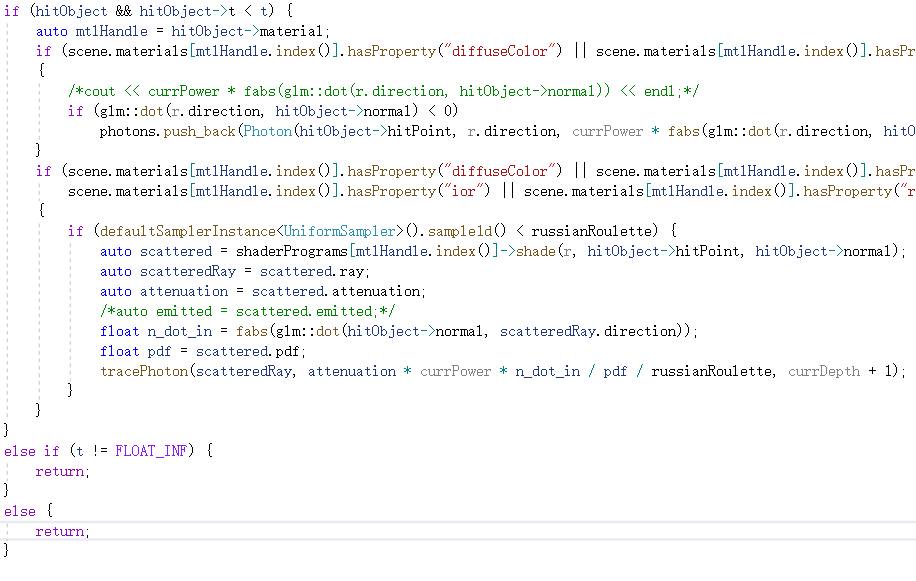 if (hitObject && hitObject->t < t) {
    auto mtlHandle = hitObject->material;
    if (scene.materials[mtlHandle.index()].hasProperty("diffuseColor") || scene.materials[mtlHandle.index()].hasPr
    {
        /*cout << currPower * fabs(glm::dot(r.direction, hitObject->normal)) << endl;*/
        if (glm::dot(r.direction, hitObject->normal) < 0)
            photons.push_back(Photon(hitObject->hitPoint, r.direction, currPower * fabs(glm::dot(r.direction, hitO
    }
    if (scene.materials[mtlHandle.index()].hasProperty("diffuseColor") || scene.materials[mtlHandle.index()].hasPr
        scene.materials[mtlHandle.index()].hasProperty("ior") || scene.materials[mtlHandle.index()].hasProperty("r
    {
        if (defaultSamplerInstance<UniformSampler>().sample1d() < russianRoulette) {
            auto scattered = shaderPrograms[mtlHandle.index()]->shade(r, hitObject->hitPoint, hitObject->normal);
            auto scatteredRay = scattered.ray;
            auto attenuation = scattered.attenuation;
            /*auto emitted = scattered.emitted;*/
            float n_dot_in = fabs(glm::dot(hitObject->normal, scatteredRay.direction));
            float pdf = scattered.pdf;
            tracePhoton(scatteredRay, attenuation * currPower * n_dot_in / pdf / russianRoulette, currDepth + 1);
        }
    }
}
else if (t != FLOAT_INF) {
    return;
}
else {
    return;
}